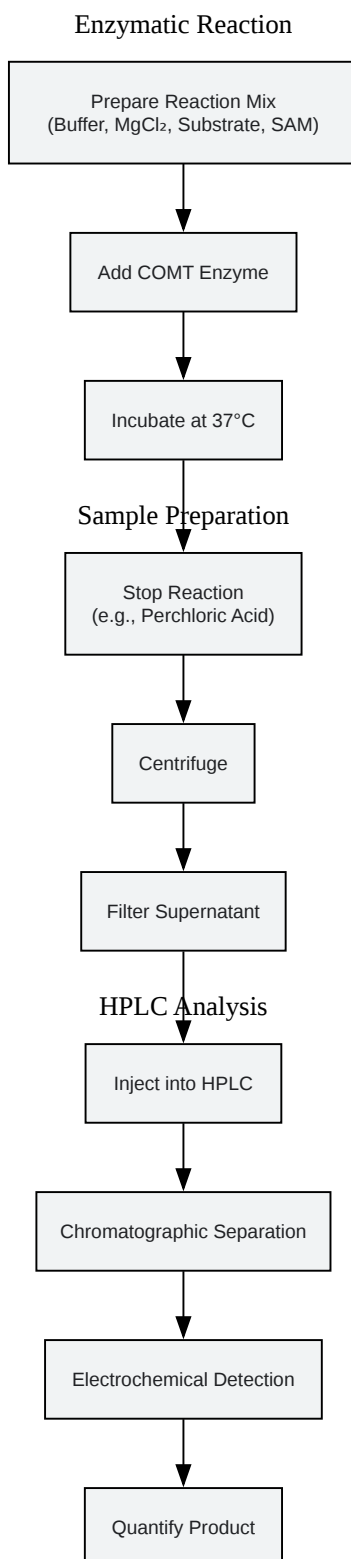 Enzymatic Reaction
Prepare Reaction Mix
(Buffer, MgCl₂, Substrate, SAM)
Add COMT Enzyme
Incubate at 37°C
Sample Preparation
Stop Reaction
(e.g., Perchloric Acid)
Centrifuge
Filter Supernatant
HPLC Analysis
Inject into HPLC
Chromatographic Separation
Electrochemical Detection
Quantify Product